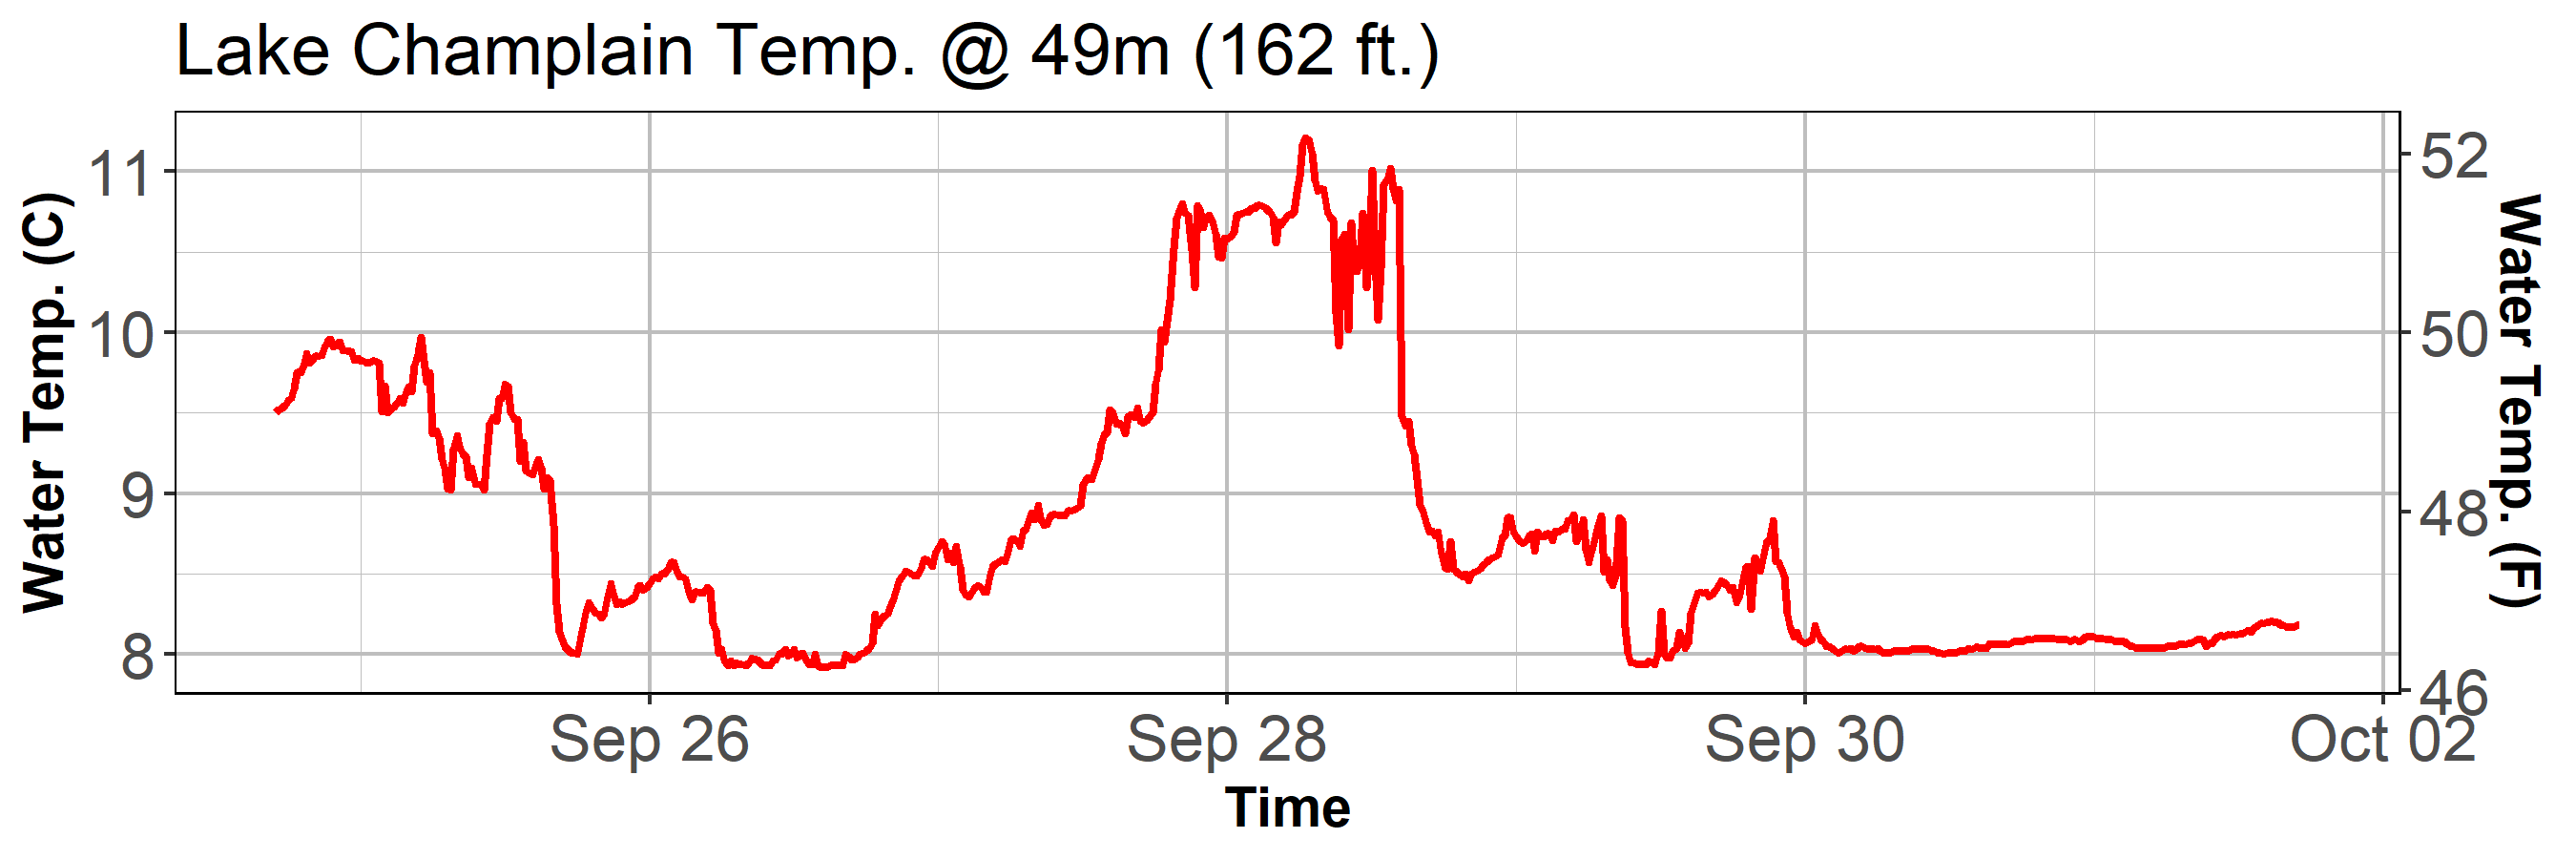 Lake Champlain Temp. @ 49m (162 ft.)
Water Temp. (C)
11
10
9
8
52
50
48
46
Water Temp. (F)
Sep 26
Sep 28
Sep 30
Oct 02
Time